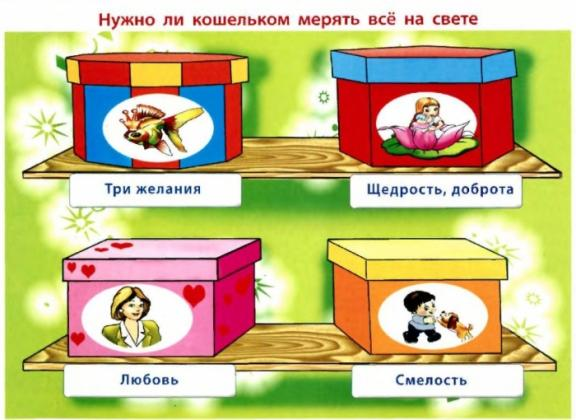 Нужно ли кошельком мерять всё на свете
Три желания
Щедрость, доброта
Любовь
Смелость